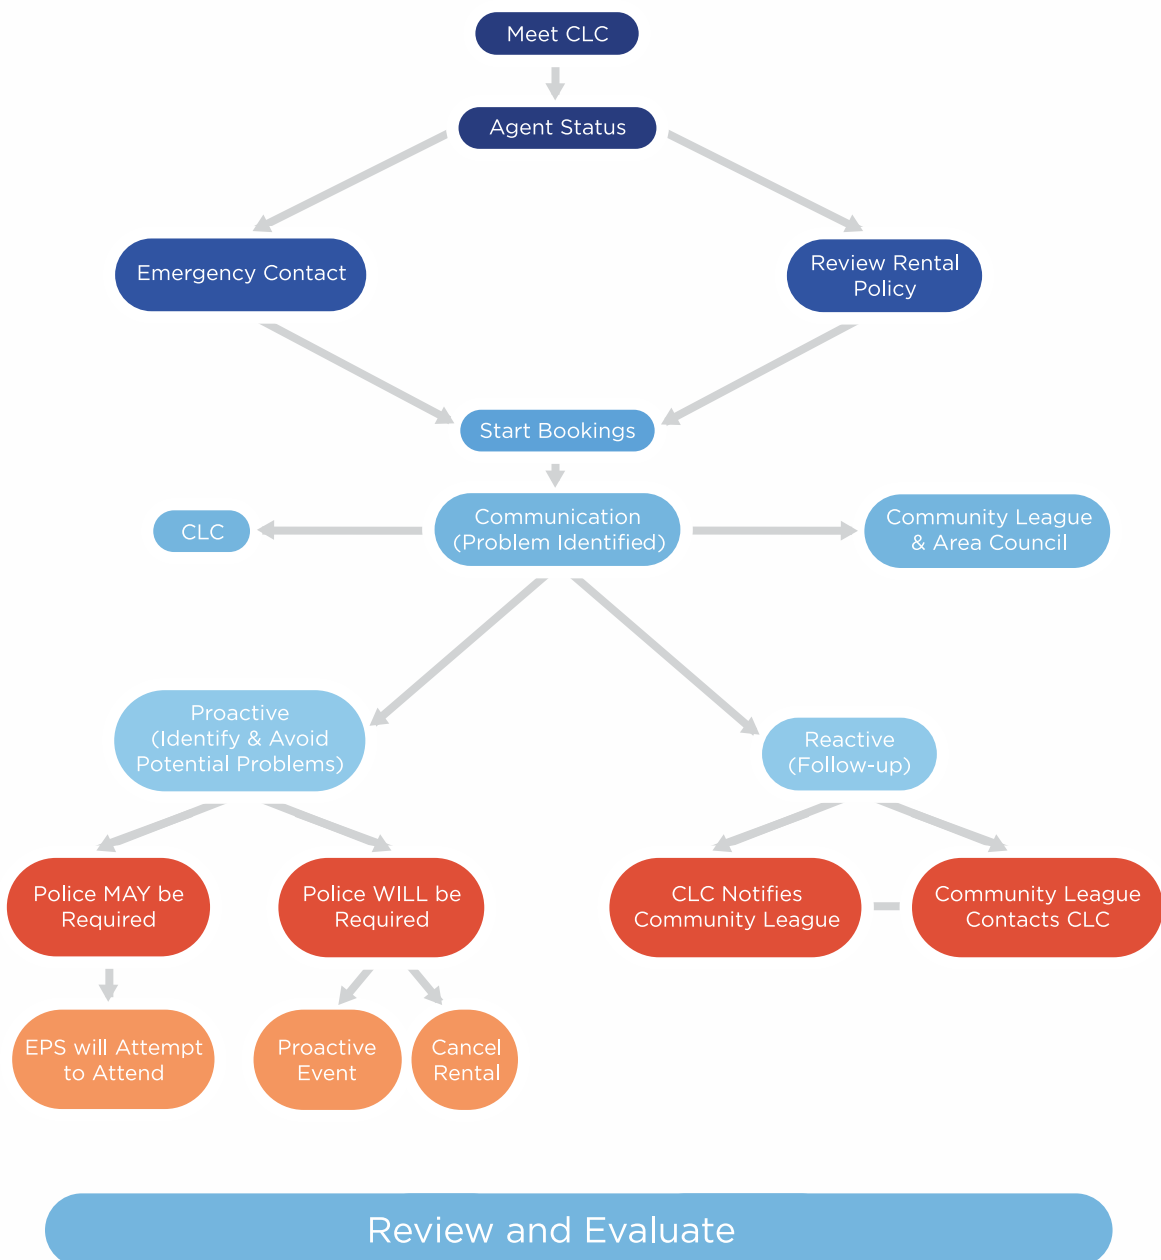 Meet CLC
Agent Status
Emergency Contact
Review Rental
Policy
Start Bookings
CLC
Communication
(Problem Identified)
Community League
& Area Council
Proactive
(Identify & Avoid
Potential Problems)
Reactive
(Follow-up)
Police MAY be
Required
Police WILL be
Required
CLC Notifies
Community League
Community League
Contacts CLC
EPS will Attempt
to Attend
Proactive
Event
Cancel
Rental
Review and Evaluate